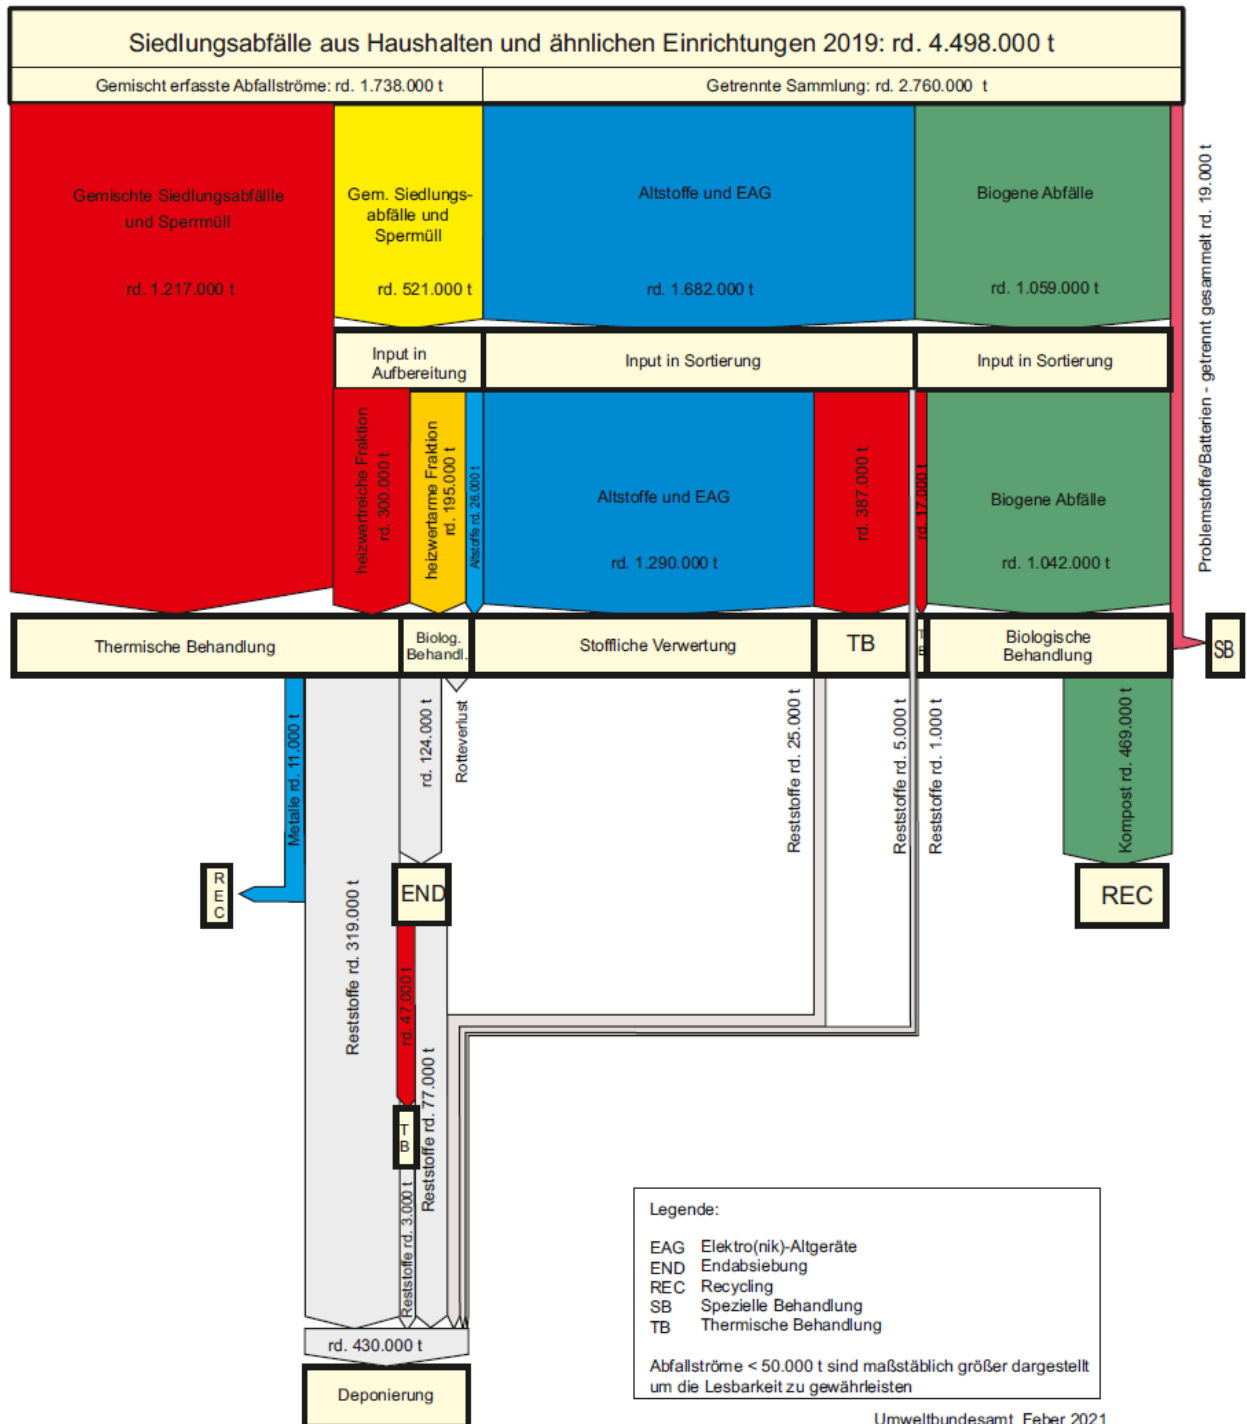 Siedlungsabfälle aus Haushalten und ähnlichen Einrichtungen 2019: rd. 4.498.000 t
Gemischt erfasste Abfallströme: rd. 1.738.000 t
Getrennte Sammlung: rd. 2.760.000 t
Gemischte Siedlungsabfällle
und Sperrmüll
rd. 1.217.000 t
Gem. Siedlungs-
abfälle und
Spermüll
rd. 521.000 t
Altstoffe und EAG
rd. 1.682.000 t
Biogene Abfälle
rd. 1.059.000 t
Problemstoffe/Batterien - getrennt gesammelt rd. 19.000 t
Input in
Aufbereitung
Input in Sortierung
Input in Sortierung
heizwertreiche Fraktion
rd. 300.000 t
heizwertarme Fraktion
rd. 195.000 t
Altstoffe rd. 26.000 t
Altstoffe und EAG
rd. 1.290.000 t
rd. 387.000 t
rd. 17.000 t
Biogene Abfälle
rd. 1.042.000 t
Thermische Behandlung
Biolog.
Behandl.
Stoffliche Verwertung
TB
T
B
Biologische
Behandlung
SB
Metalle rd. 11.000 t
Reststoffe rd. 319.000 t
rd. 124.000 t
Rotteverlust
Reststoffe rd. 25.000 t
Reststoffe rd. 5.000 t
Reststoffe rd. 1.000 t
Kompost rd. 469.000 t
R
E
C
END
REC
rd. 47.000 t
Reststoffe rd. 77.000 t
T
B
Reststoffe rd. 3.000 t
rd. 430.000 t
Deponierung
Legende:
EAG Elektro(nik)-Altgeräte
END Endabsiebung
REC Recycling
SB Spezielle Behandlung
TB Thermische Behandlung
Abfallströme < 50.000 t sind maßstäblich größer dargestellt
um die Lesbarkeit zu gewährleisten
Umweltbundesamt, Feber 2021